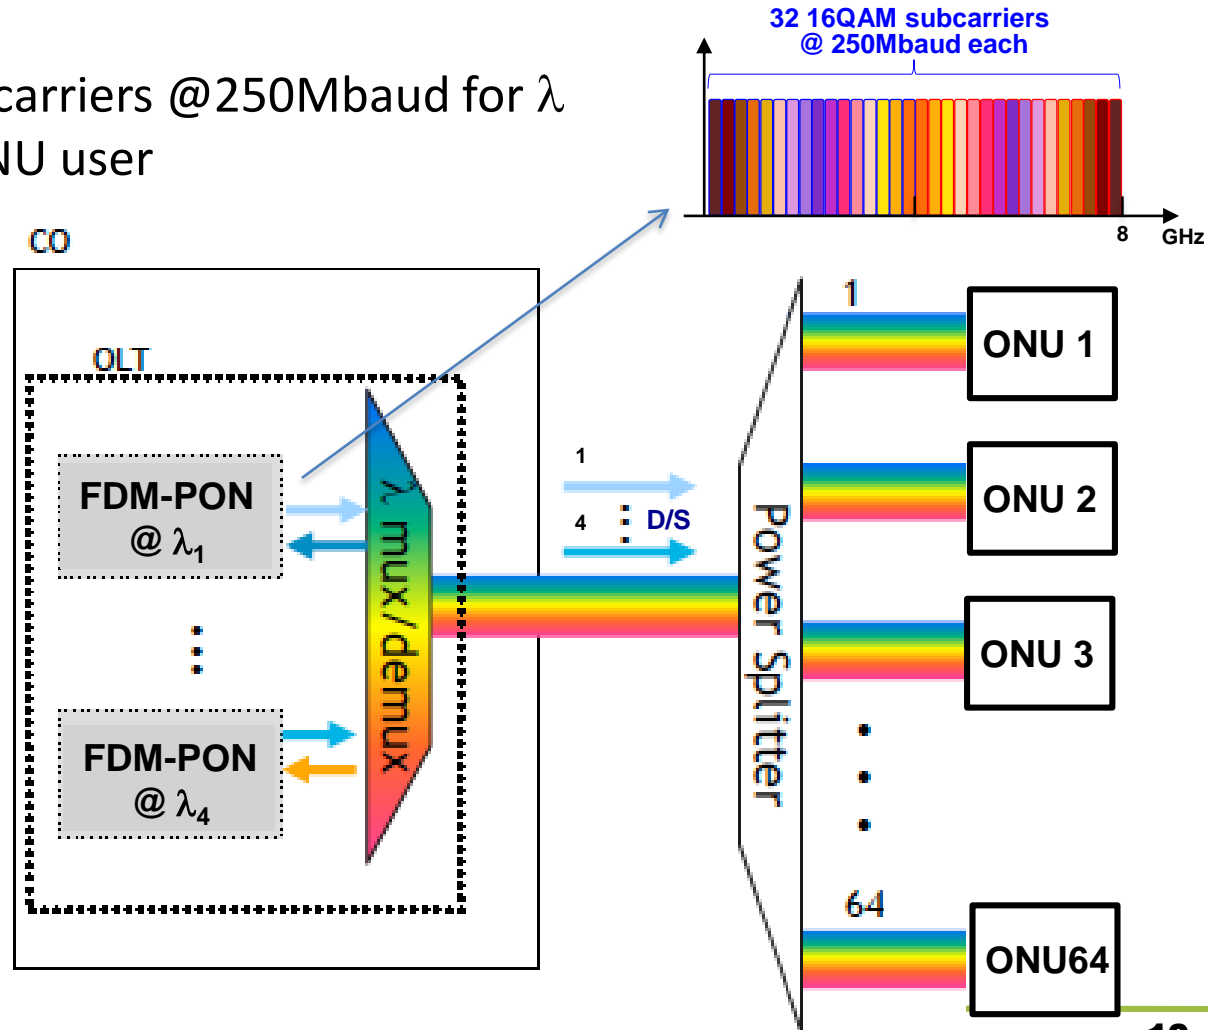 32 16QAM subcarriers
@ 250Mbaud each
carriers @250Mbaud for λ
NU user
8 GHz
CO
OLT
FDM-PON
@ λ1
FDM-PON
@ λ4
λ mux/demux
1
4 D/S
Power Splitter
1
ONU 1
ONU 2
ONU 3
64
ONU64